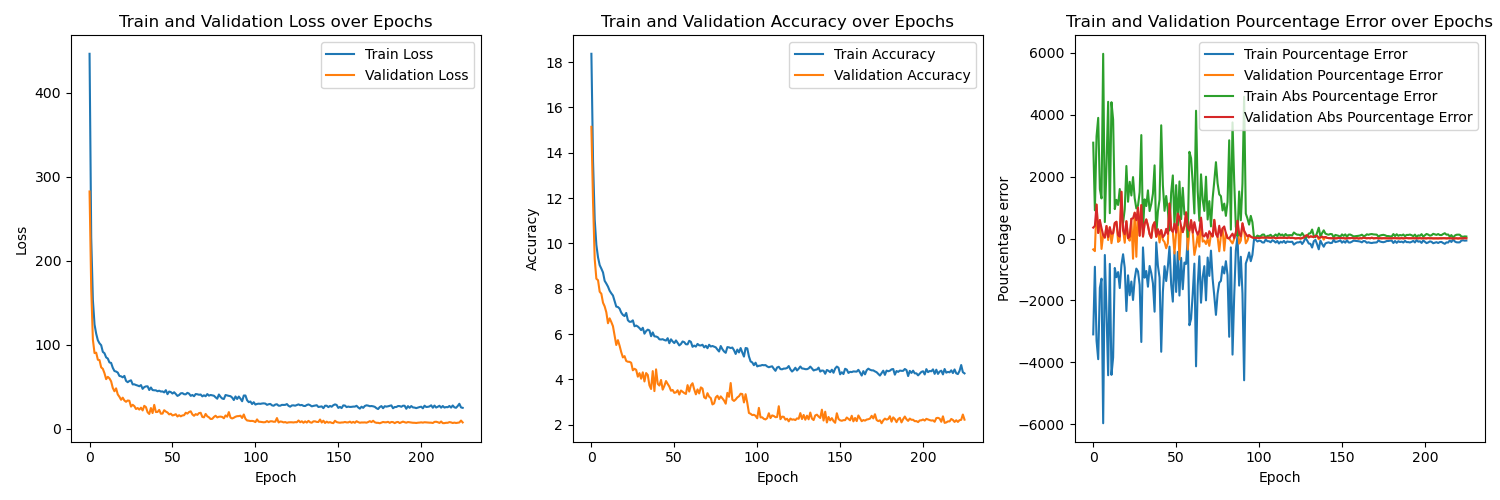 Train and Validation Loss over Epochs
Train Loss
Validation Loss
400
300
200
100
0
Loss
0 50 100 150 200
Epoch
Train and Validation Accuracy over Epochs
Train Accuracy
Validation Accuracy
18
16
14
12
10
8
6
4
2
Accuracy
0 50 100 150 200
Epoch
Train and Validation Pourcentage Error over Epochs
Train Pourcentage Error
Validation Pourcentage Error
Train Abs Pourcentage Error
Validation Abs Pourcentage Error
6000
4000
2000
0
−2000
−4000
−6000
Pourcentage error
0 50 100 150 200
Epoch